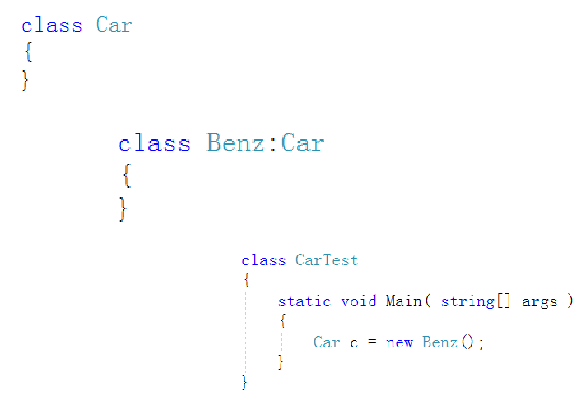 class Car
{
}
class Benz:Car
{
}
class CarTest
{
static void Main( string[] args )
{
Car c = new Benz();
}
}